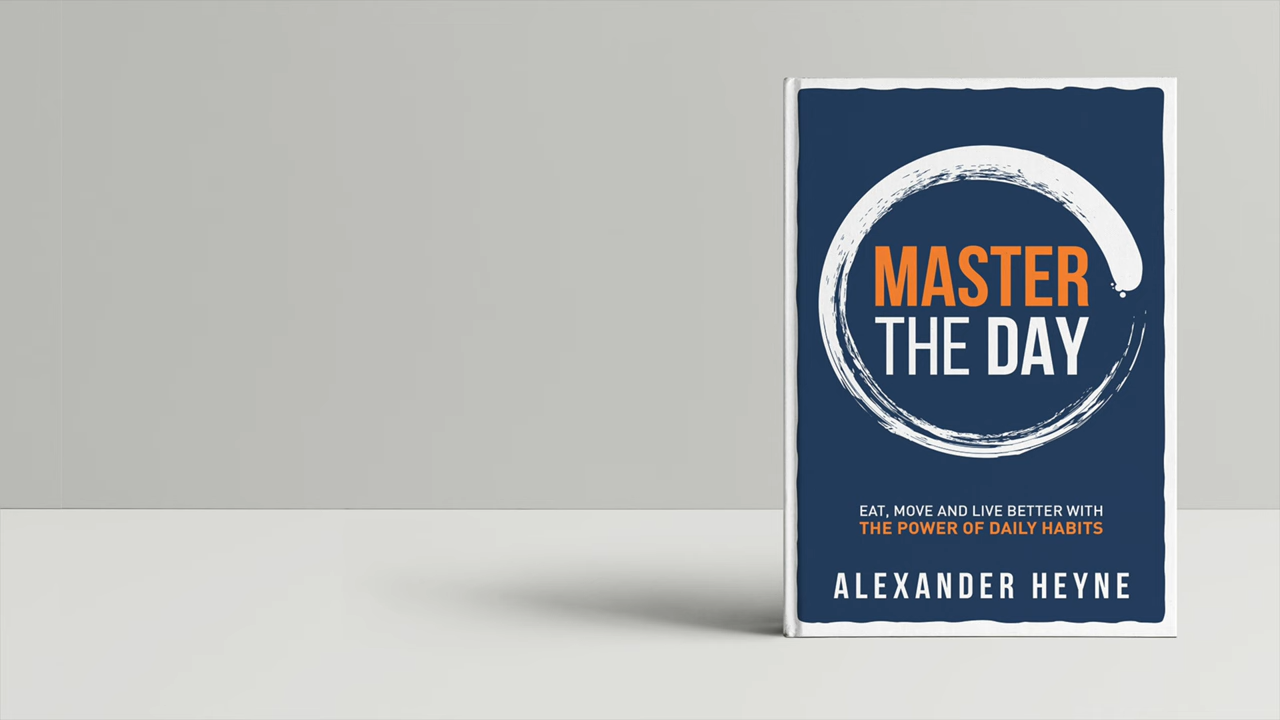 MASTER
THE DAY
EAT, MOVE AND LIVE BETTER WITH
THE POWER OF DAILY HABITS
ALEXANDER HEYNE